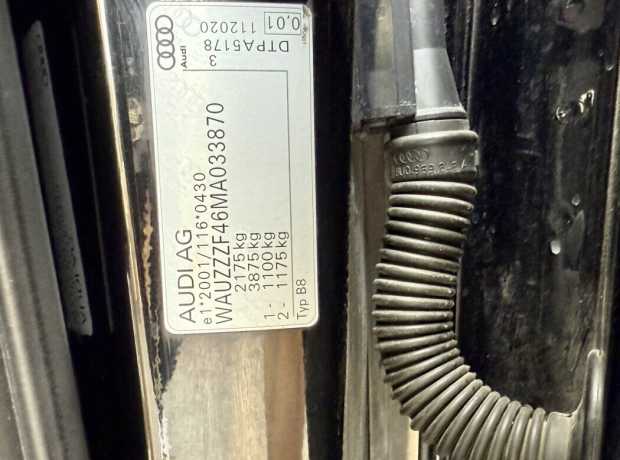 AUDI AG
e1*2001/116*0430
WAUZZZF46MA033870
2175kg
3875kg
1 - 1100kg
2 - 1175kg
Typ B8
Audi
3
DTPA5178
112020
0,01